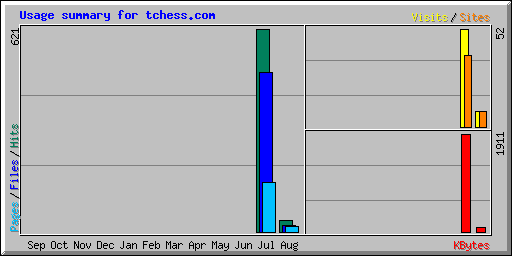 Usage summary for tchess.com
Visits/Sites
621
52
Pages/Files/Hits
1911
Sep Oct Nov Dec Jan Feb Mar Apr May Jun Jul Aug
KBytes